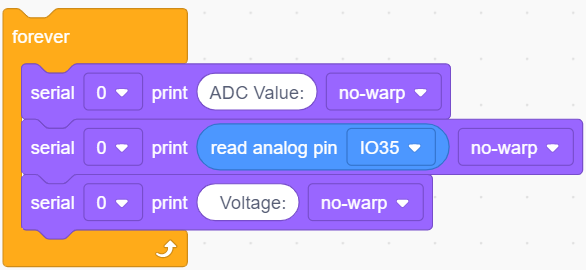 forever
serial 0 print ADC Value: no-warp
serial 0 print read analog pin IO35 no-warp
serial 0 print Voltage: no-warp